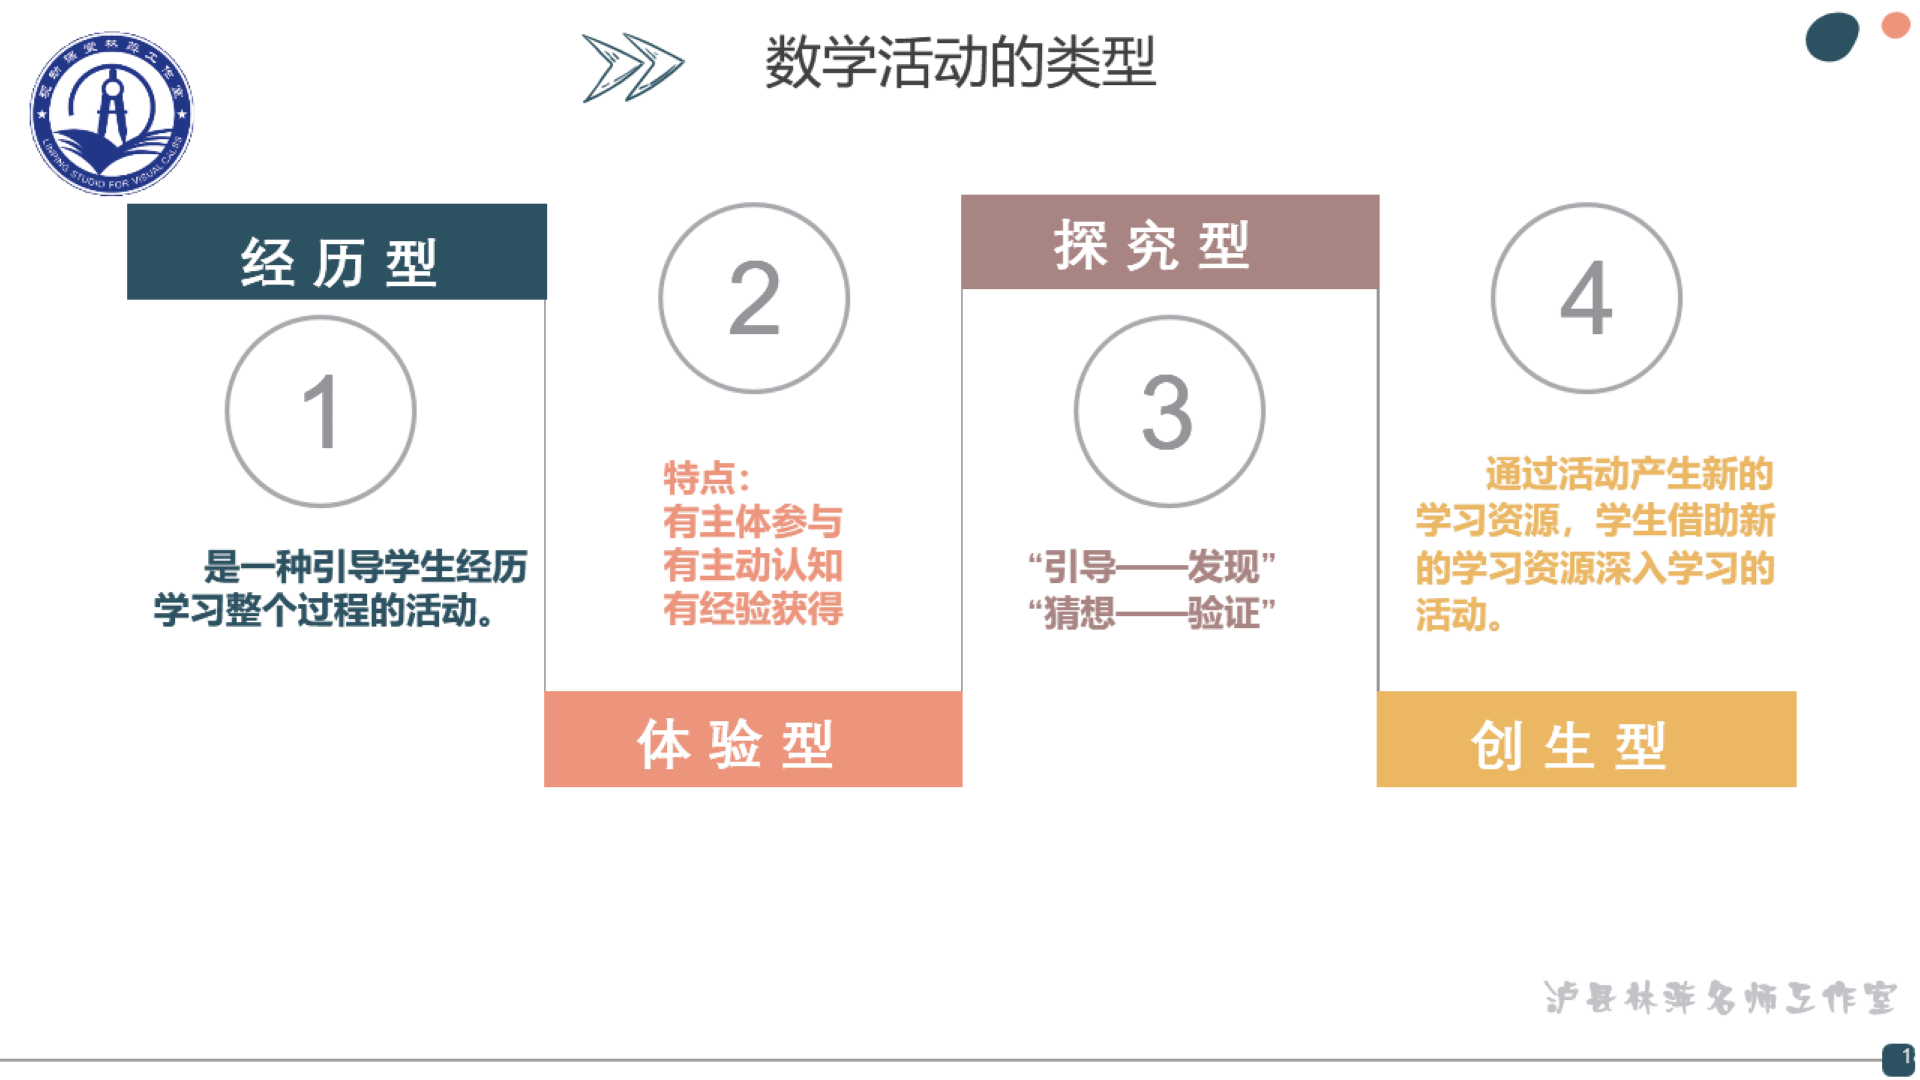 数学活动的类型
LINPING STUDIO FOR VISUAL CALSS
经历型
1
是一种引导学生经历
学习整个过程的活动。
2
特点：
有主体参与
有主动认知
有经验获得
体验型
探究型
3
“引导——发现”
“猜想——验证”
4
通过活动产生新的
学习资源，学生借助新
的学习资源深入学习的
活动。
创生型
泸县林萍名师工作室